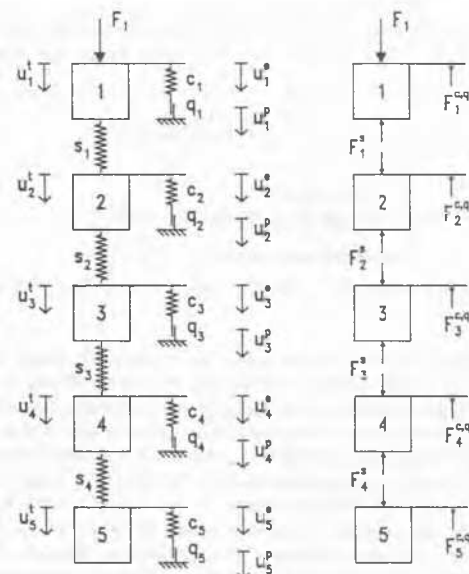 F₁ F₁
u₁ᵗ 1 c₁ q₁ u₁ᵉ u₁ᵖ 1 F₁ᶜ,q
s₁ F₁ˢ
u₂ᵗ 2 c₂ q₂ u₂ᵉ u₂ᵖ 2 F₂ᶜ,q
s₂ F₂ˢ
u₃ᵗ 3 c₃ q₃ u₃ᵉ u₃ᵖ 3 F₃ᶜ,q
s₃ F₃ˢ
u₄ᵗ 4 c₄ q₄ u₄ᵉ u₄ᵖ 4 F₄ᶜ,q
s₄ F₄ˢ
u₅ᵗ 5 c₅ q₅ u₅ᵉ u₅ᵖ 5 F₅ᶜ,q